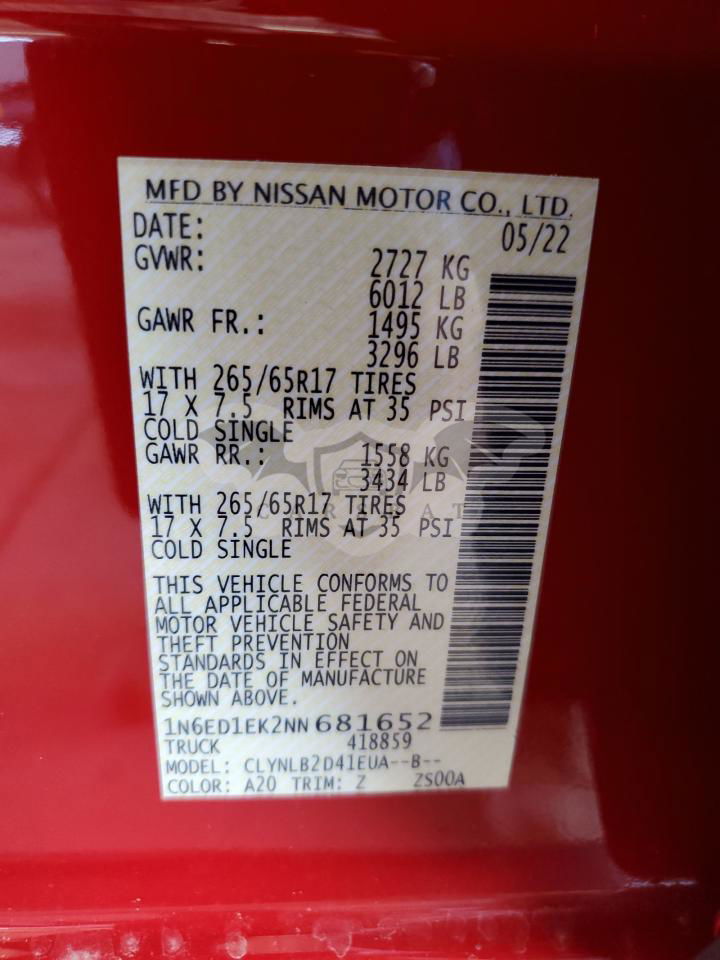 MFD BY NISSAN MOTOR CO., LTD.
DATE: 05/22
GVWR: 2727 KG
6012 LB
GAWR FR.: 1495 KG
3296 LB
WITH 265/65R17 TIRES
17 X 7.5 RIMS AT 35 PSI
COLD SINGLE
GAWR RR.: 1558 KG
3434 LB
WITH 265/65R17 TIRES
17 X 7.5 RIMS AT 35 PSI
COLD SINGLE
THIS VEHICLE CONFORMS TO
ALL APPLICABLE FEDERAL
MOTOR VEHICLE SAFETY AND
THEFT PREVENTION
STANDARDS IN EFFECT ON
THE DATE OF MANUFACTURE
SHOWN ABOVE.
1N6ED1EK2NN681652
TRUCK 418859
MODEL: CLYNLB2D41EUA--B--
COLOR: A20 TRIM: Z ZS00A